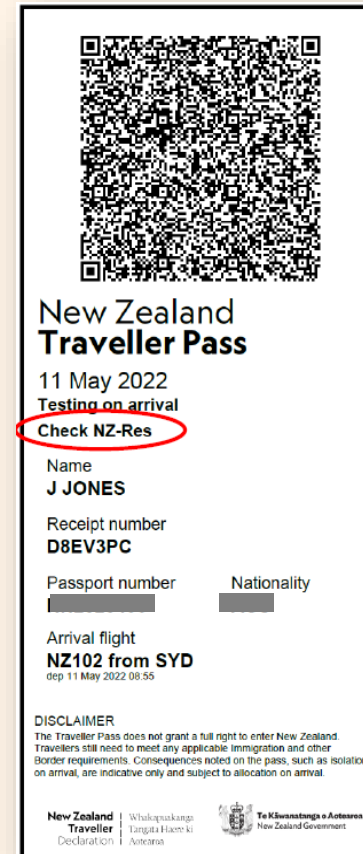 New Zealand
Traveller Pass
11 May 2022
Testing on arrival
Check NZ-Res
Name
J JONES
Receipt number
D8EV3PC
Passport number Nationality
Arrival flight
NZ102 from SYD
dep 11 May 2022 08:55
DISCLAIMER
The Traveller Pass does not grant a full right to enter New Zealand.
Travellers still need to meet any applicable Immigration and other
Border requirements. Consequences noted on the pass, such as isolation
on arrival, are indicative only and subject to allocation on arrival.
New Zealand Whakapuakanga Te Kāwanatanga o Aotearoa
Traveller Tangata Haere ki New Zealand Government
Declaration Aotearoa